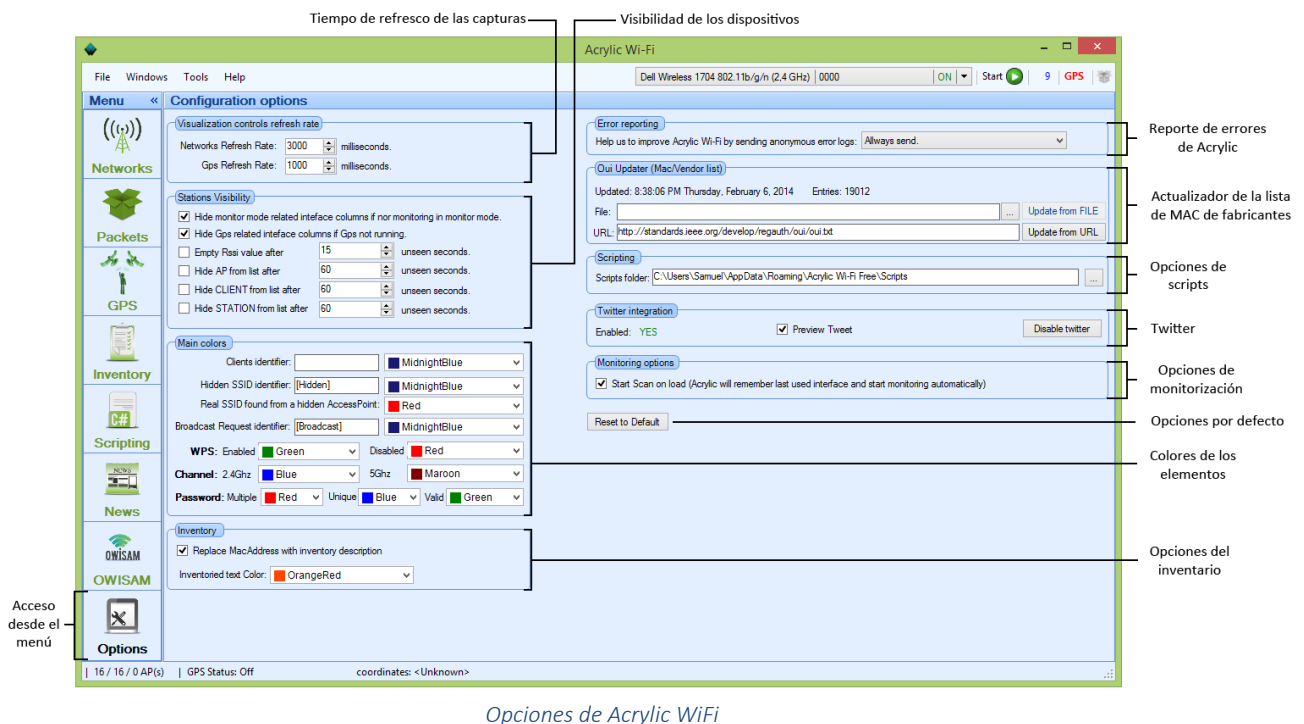 Tiempo de refresco de las capturas
Visibilidad de los dispositivos
Acrylic Wi-Fi
File Windows Tools Help
Dell Wireless 1704 802.11b/g/n (2,4 GHz) 0000 ON Start 9 GPS
Menu «
Configuration options
Networks
Packets
GPS
Inventory
C#
Scripting
NEWS
News
OWISAM
OWISAM
Options
Visualization controls refresh rate
Networks Refresh Rate: 3000 milliseconds.
Gps Refresh Rate: 1000 milliseconds.
Stations Visibility
Hide monitor mode related inteface columns if nor monitoring in monitor mode.
Hide Gps related inteface columns if Gps not running.
Empty Rssi value after 15 unseen seconds.
Hide AP from list after 60 unseen seconds.
Hide CLIENT from list after 60 unseen seconds.
Hide STATION from list after 60 unseen seconds.
Main colors
Clients identifier: MidnightBlue
Hidden SSID identifier: [Hidden] MidnightBlue
Real SSID found from a hidden AccessPoint: Red
Broadcast Request identifier: [Broadcast] MidnightBlue
WPS: Enabled Green Disabled Red
Channel: 2.4Ghz Blue 5Ghz Maroon
Password: Multiple Red Unique Blue Valid Green
Inventory
Replace MacAddress with inventory description
Inventoried text Color: OrangeRed
Error reporting
Help us to improve Acrylic Wi-Fi by sending anonymous error logs: Allways send.
Oui Updater (Mac/Vendor list)
Updated: 8:38:06 PM Thursday, February 6, 2014 Entries: 19012
File: ... Update from FILE
URL: http://standards.ieee.org/develop/regauth/oui/oui.txt Update from URL
Scripting
Scripts folder: C:\Users\Samuel\AppData\Roaming\Acrylic Wi-Fi Free\Scripts ...
Twitter integration
Enabled: YES Preview Tweet Disable twitter
Monitoring options
Start Scan on load (Acrylic will remember last used interface and start monitoring automatically)
Reset to Default
Reporte de errores
de Acrylic
Actualizador de la lista
de MAC de fabricantes
Opciones de
scripts
Twitter
Opciones de
monitorización
Opciones por defecto
Colores de los
elementos
Opciones del
inventario
Acceso
desde el
menú
16 / 16 / 0 AP(s) | GPS Status: Off coordinates: <Unknown>
Opciones de Acrylic WiFi